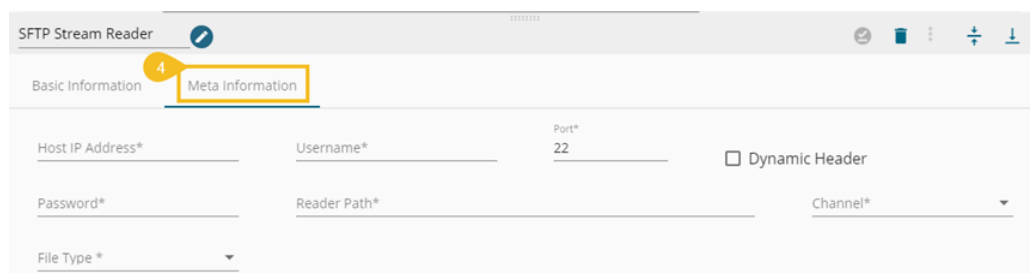 SFTP Stream Reader
4
Basic Information
Meta Information
Port*
Host IP Address*
Username*
22
Dynamic Header
Password*
Reader Path*
Channel*
File Type *